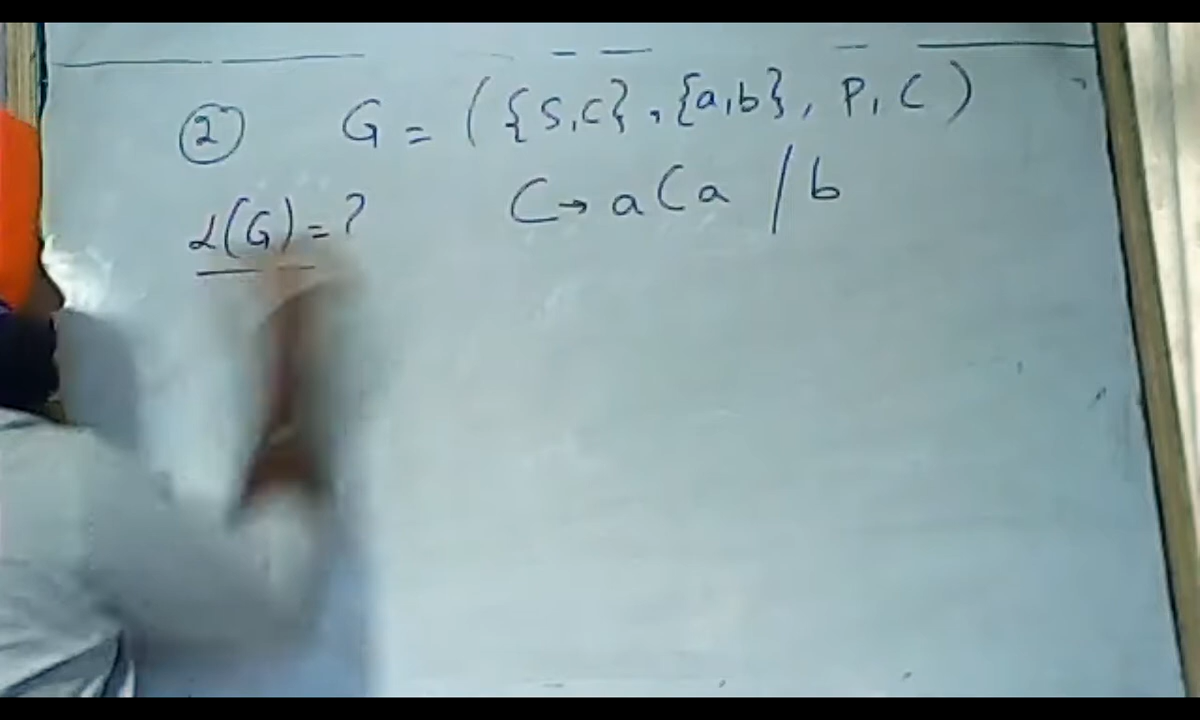 ② G = ({S,C}, {a,b}, P, C)
L(G) = ? C → aCa / b